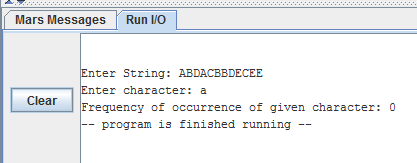 Mars Messages Run I/O
Enter String: ABDACBBDECEE
Enter character: a
Clear
Frequency of occurrence of given character: 0
-- program is finished running --